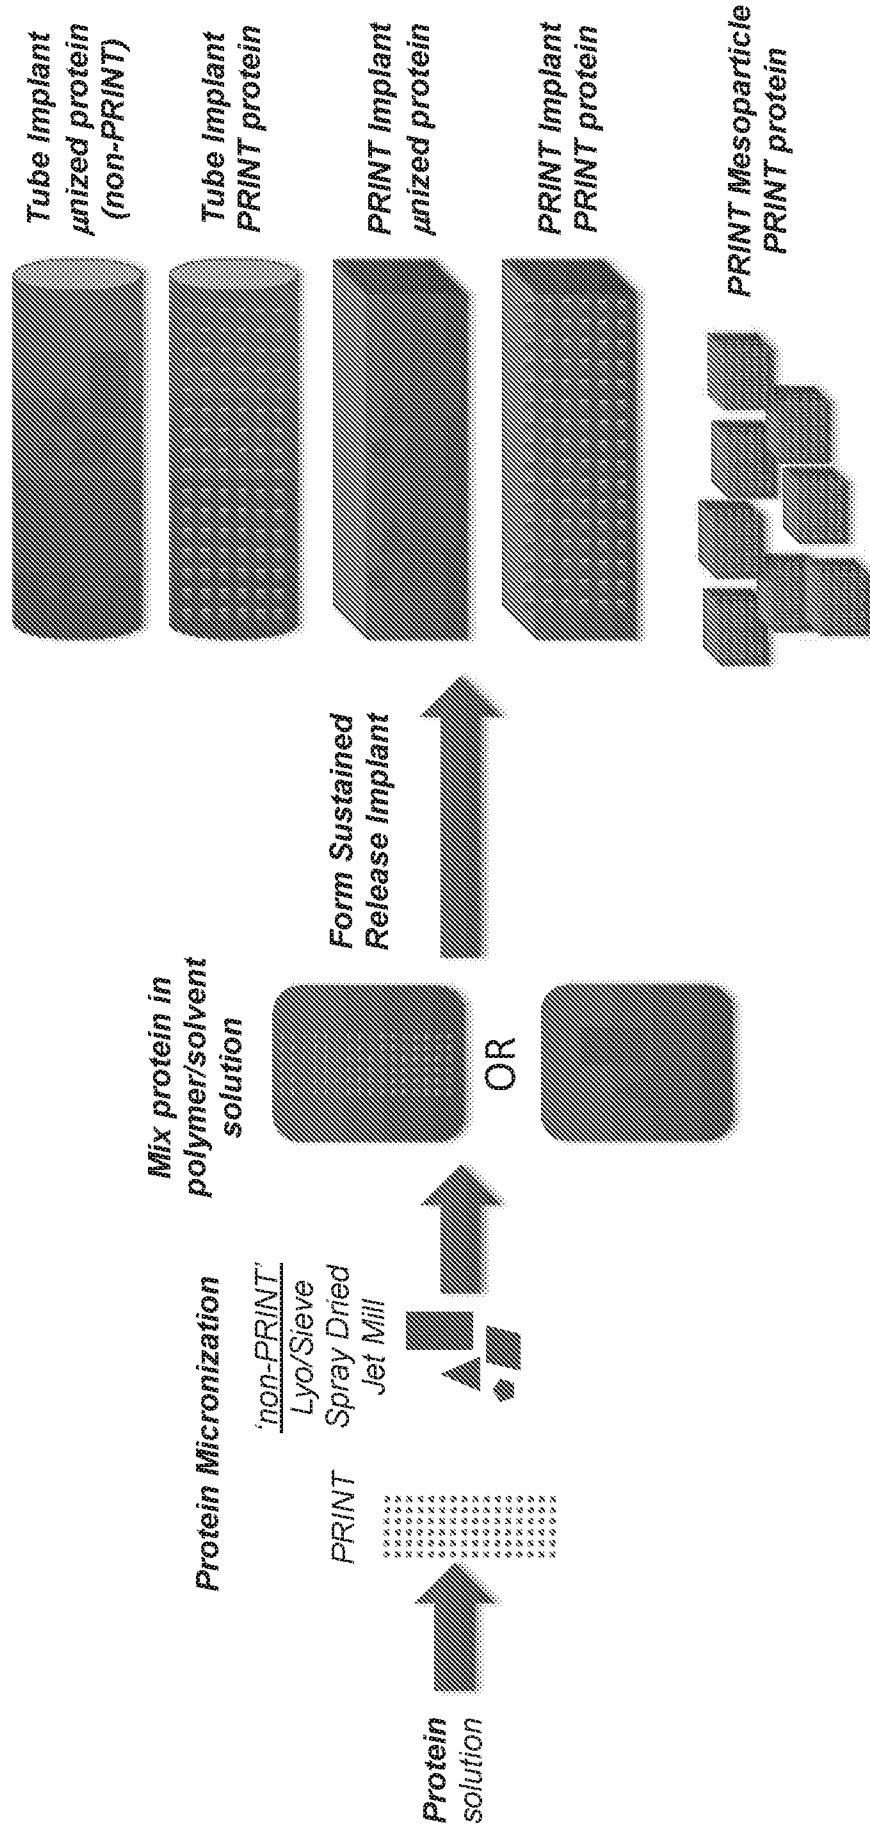 Protein
solution
Protein Micronization
PRINT
'non-PRINT'
Lyo/Sieve
Spray Dried
Jet Mill
Mix protein in
polymer/solvent
solution
OR
Form Sustained
Release Implant
Tube Implant
µnized protein
(non-PRINT)
Tube Implant
PRINT protein
PRINT Implant
µnized protein
PRINT Implant
PRINT protein
PRINT Mesoparticle
PRINT protein